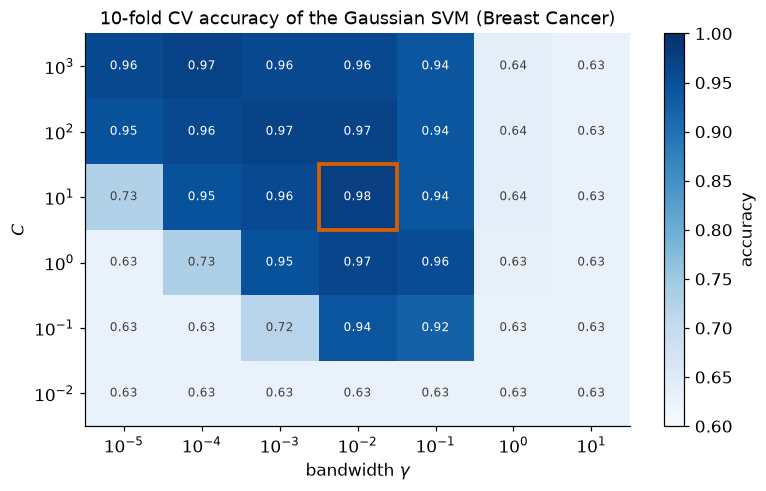 10-fold CV accuracy of the Gaussian SVM (Breast Cancer)
10³ 0.96 0.97 0.96 0.96 0.94 0.64 0.63
10² 0.95 0.96 0.97 0.97 0.94 0.64 0.63
10¹ 0.73 0.95 0.96 0.98 0.94 0.64 0.63
10⁰ 0.63 0.73 0.95 0.97 0.96 0.63 0.63
10⁻¹ 0.63 0.63 0.72 0.94 0.92 0.63 0.63
10⁻² 0.63 0.63 0.63 0.63 0.63 0.63 0.63
10⁻⁵ 10⁻⁴ 10⁻³ 10⁻² 10⁻¹ 10⁰ 10¹
bandwidth γ
C
1.00
0.95
0.90
0.85
0.80
0.75
0.70
0.65
0.60
accuracy